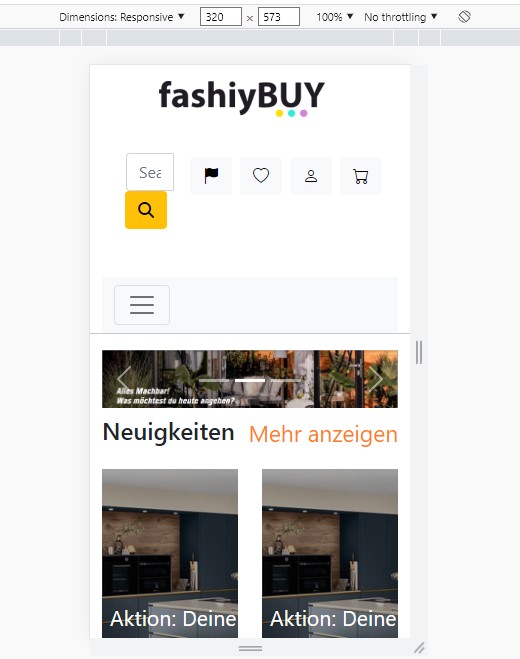 Dimensions: Responsive ▼ 320 × 573 100% ▼ No throttling ▼
fashiyBUY
Sea
Alles Machbar!
Was möchtest du heute angehen?
Neuigkeiten Mehr anzeigen
Aktion: Deine Aktion: Deine